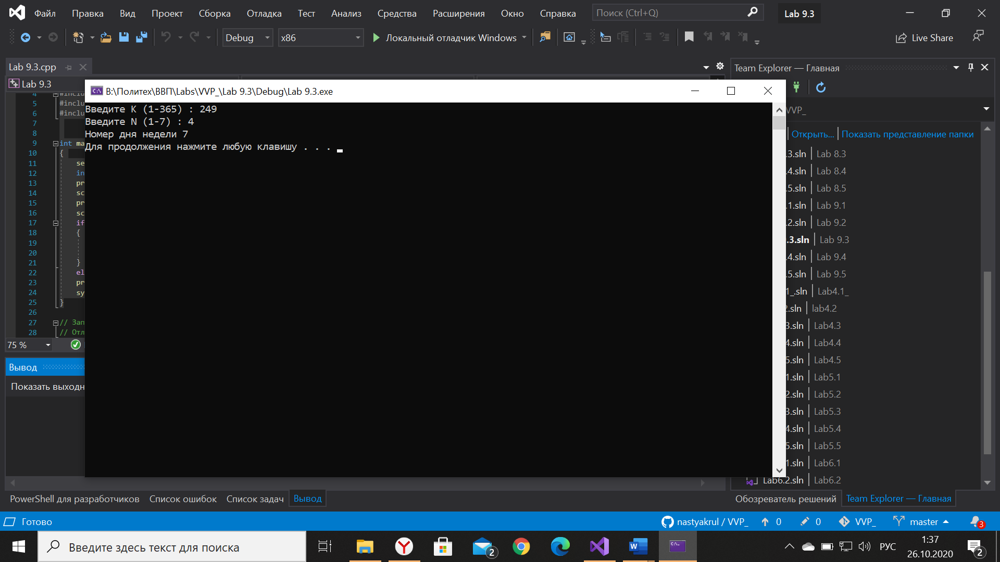 Файл Правка Вид Проект Сборка Отладка Тест Анализ Средства Расширения Окно Справка Поиск (Ctrl+Q) Lab 9.3
Debug x86 Локальный отладчик Windows Live Share
Lab 9.3.cpp
Lab 9.3
4 #inclu
5 #inclu
6 #inclu
7
8
9 int ma
10 {
11 se
12 in
13 pr
14 sc
15 pr
16 sc
17 if
18 {
19
20
21 }
22 el
23 pr
24 sy
25 }
26
27 // Зап
28 // Отл
75 %
Вывод
Показать выходн
B:\Политех\ВВП\Labs\VVP_\Lab 9.3\Debug\Lab 9.3.exe
Введите K (1-365) : 249
Введите N (1-7) : 4
Номер дня недели 7
Для продолжения нажмите любую клавишу . . .
Team Explorer — Главная
VVP_
Открыть... Показать представление папки
.3.sln Lab 8.3
.4.sln Lab 8.4
.5.sln Lab 8.5
.1.sln Lab 9.1
.2.sln Lab 9.2
.3.sln Lab 9.3
.4.sln Lab 9.4
.5.sln Lab 9.5
1_.sln Lab4.1_
2.sln lab4.2
3.sln Lab4.3
4.sln Lab4.4
5.sln Lab4.5
1.sln Lab5.1
2.sln Lab5.2
3.sln Lab5.3
4.sln Lab5.4
5.sln Lab5.5
1.sln Lab6.1
Lab6.2.sln Lab6.2
PowerShell для разработчиков Список ошибок Список задач Вывод
Обозреватель решений Team Explorer — Главная
Готово nastyakrul / VVP_ 0 0 VVP_ master 3
Введите здесь текст для поиска 2 РУС 1:37 2
26.10.2020